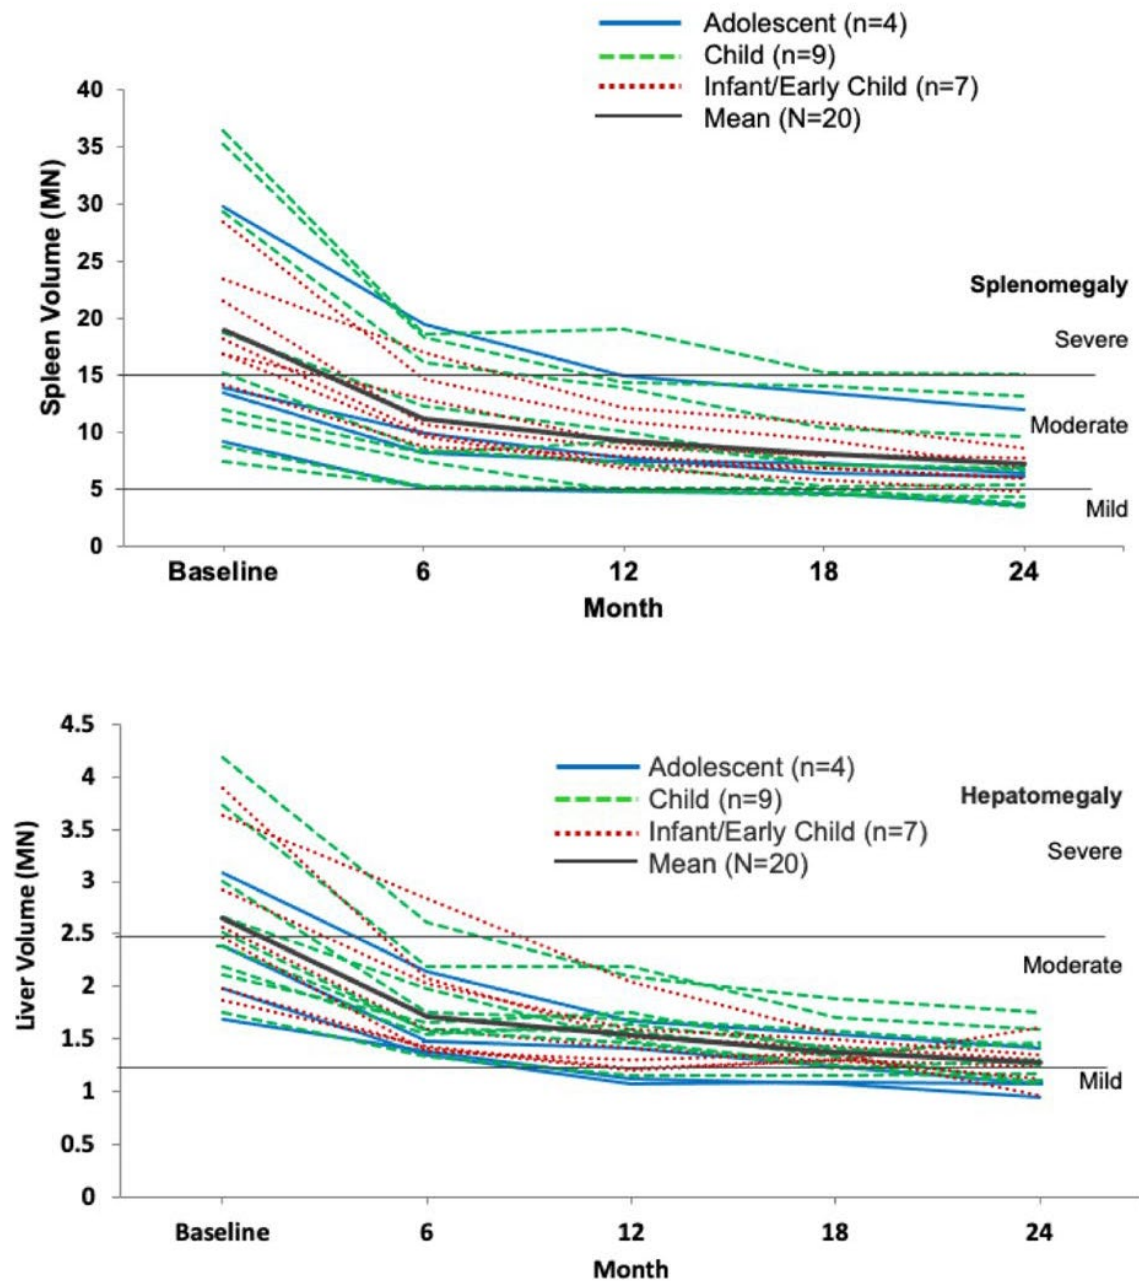 Adolescent (n=4)
Child (n=9)
Infant/Early Child (n=7)
Mean (N=20)
40
35
30
25
20
15
10
5
0
Spleen Volume (MN)
Splenomegaly
Severe
Moderate
Mild
Baseline 6 12 18 24
Month
4.5
4
3.5
3
2.5
2
1.5
1
0.5
0
Liver Volume (MN)
Adolescent (n=4)
Child (n=9)
Infant/Early Child (n=7)
Mean (N=20)
Hepatomegaly
Severe
Moderate
Mild
Baseline 6 12 18 24
Month